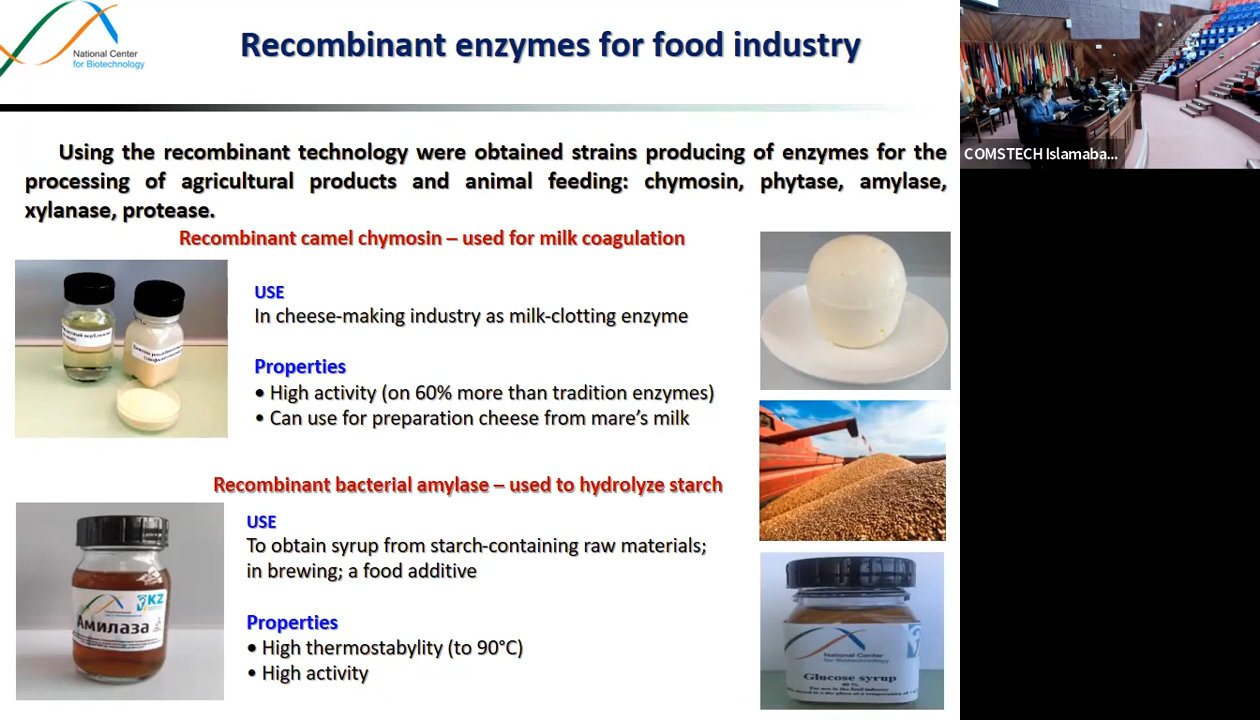 National Center
for Biotechnology
Recombinant enzymes for food industry
COMSTECH Islamaba...
Using the recombinant technology were obtained strains producing of enzymes for the
processing of agricultural products and animal feeding: chymosin, phytase, amylase,
xylanase, protease.
Recombinant camel chymosin – used for milk coagulation
USE
In cheese-making industry as milk-clotting enzyme
Properties
• High activity (on 60% more than tradition enzymes)
• Can use for preparation cheese from mare's milk
Recombinant bacterial amylase – used to hydrolyze starch
USE
To obtain syrup from starch-containing raw materials;
in brewing; a food additive
Properties
• High thermostabylity (to 90°C)
• High activity
KZ
Амилаза
National Center
for Biotechnology
Glucose syrup